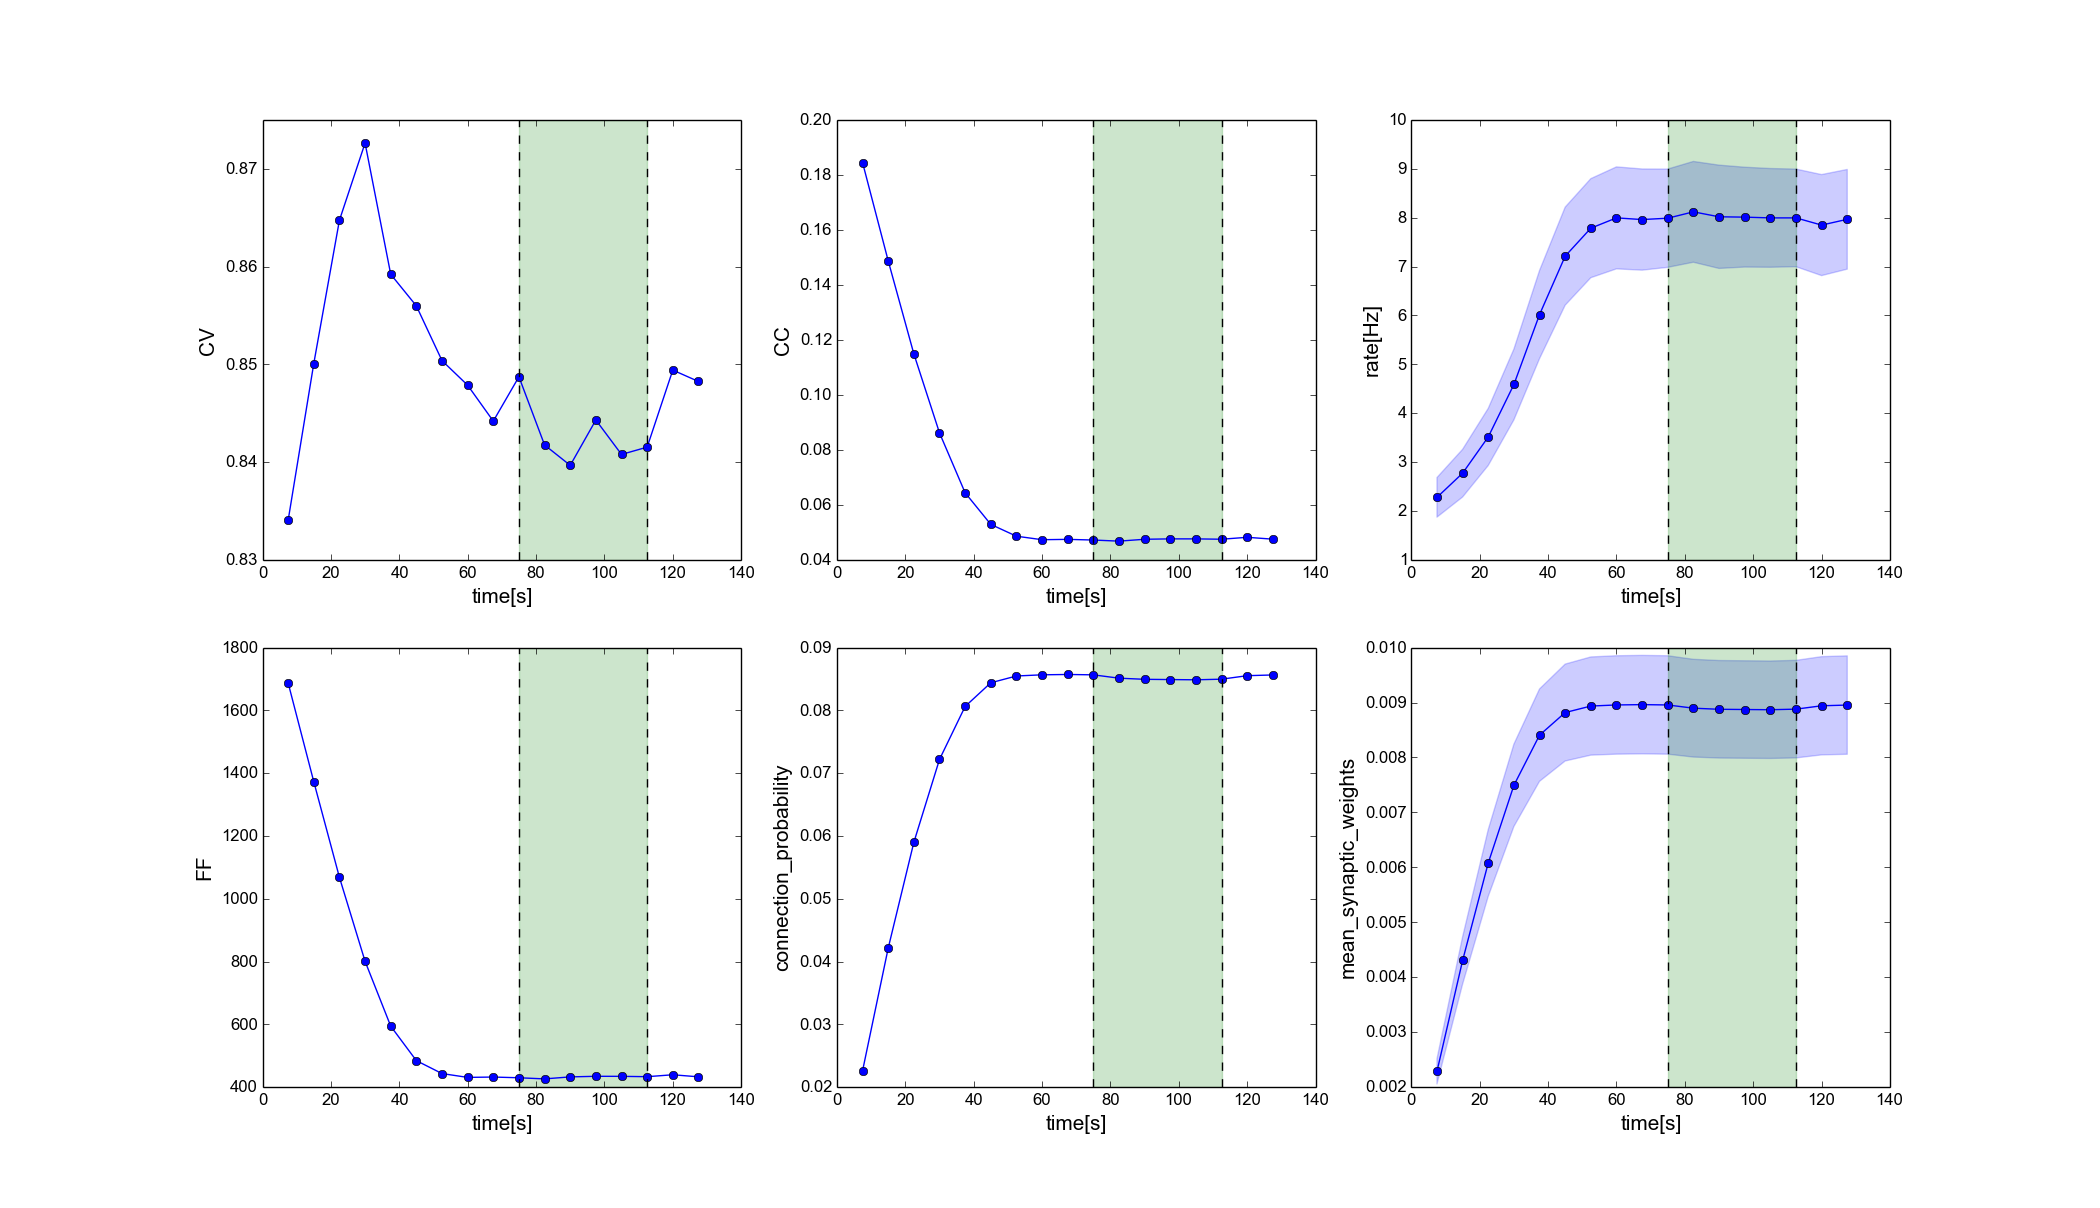 0.87
0.86
0.85
0.84
0.83
CV
0 20 40 60 80 100 120 140
time[s]
0.20
0.18
0.16
0.14
0.12
0.10
0.08
0.06
0.04
CC
0 20 40 60 80 100 120 140
time[s]
10
9
8
7
6
5
4
3
2
1
rate[Hz]
0 20 40 60 80 100 120 140
time[s]
1800
1600
1400
1200
1000
800
600
400
FF
0 20 40 60 80 100 120 140
time[s]
0.09
0.08
0.07
0.06
0.05
0.04
0.03
0.02
connection_probability
0 20 40 60 80 100 120 140
time[s]
0.010
0.009
0.008
0.007
0.006
0.005
0.004
0.003
0.002
mean_synaptic_weights
0 20 40 60 80 100 120 140
time[s]